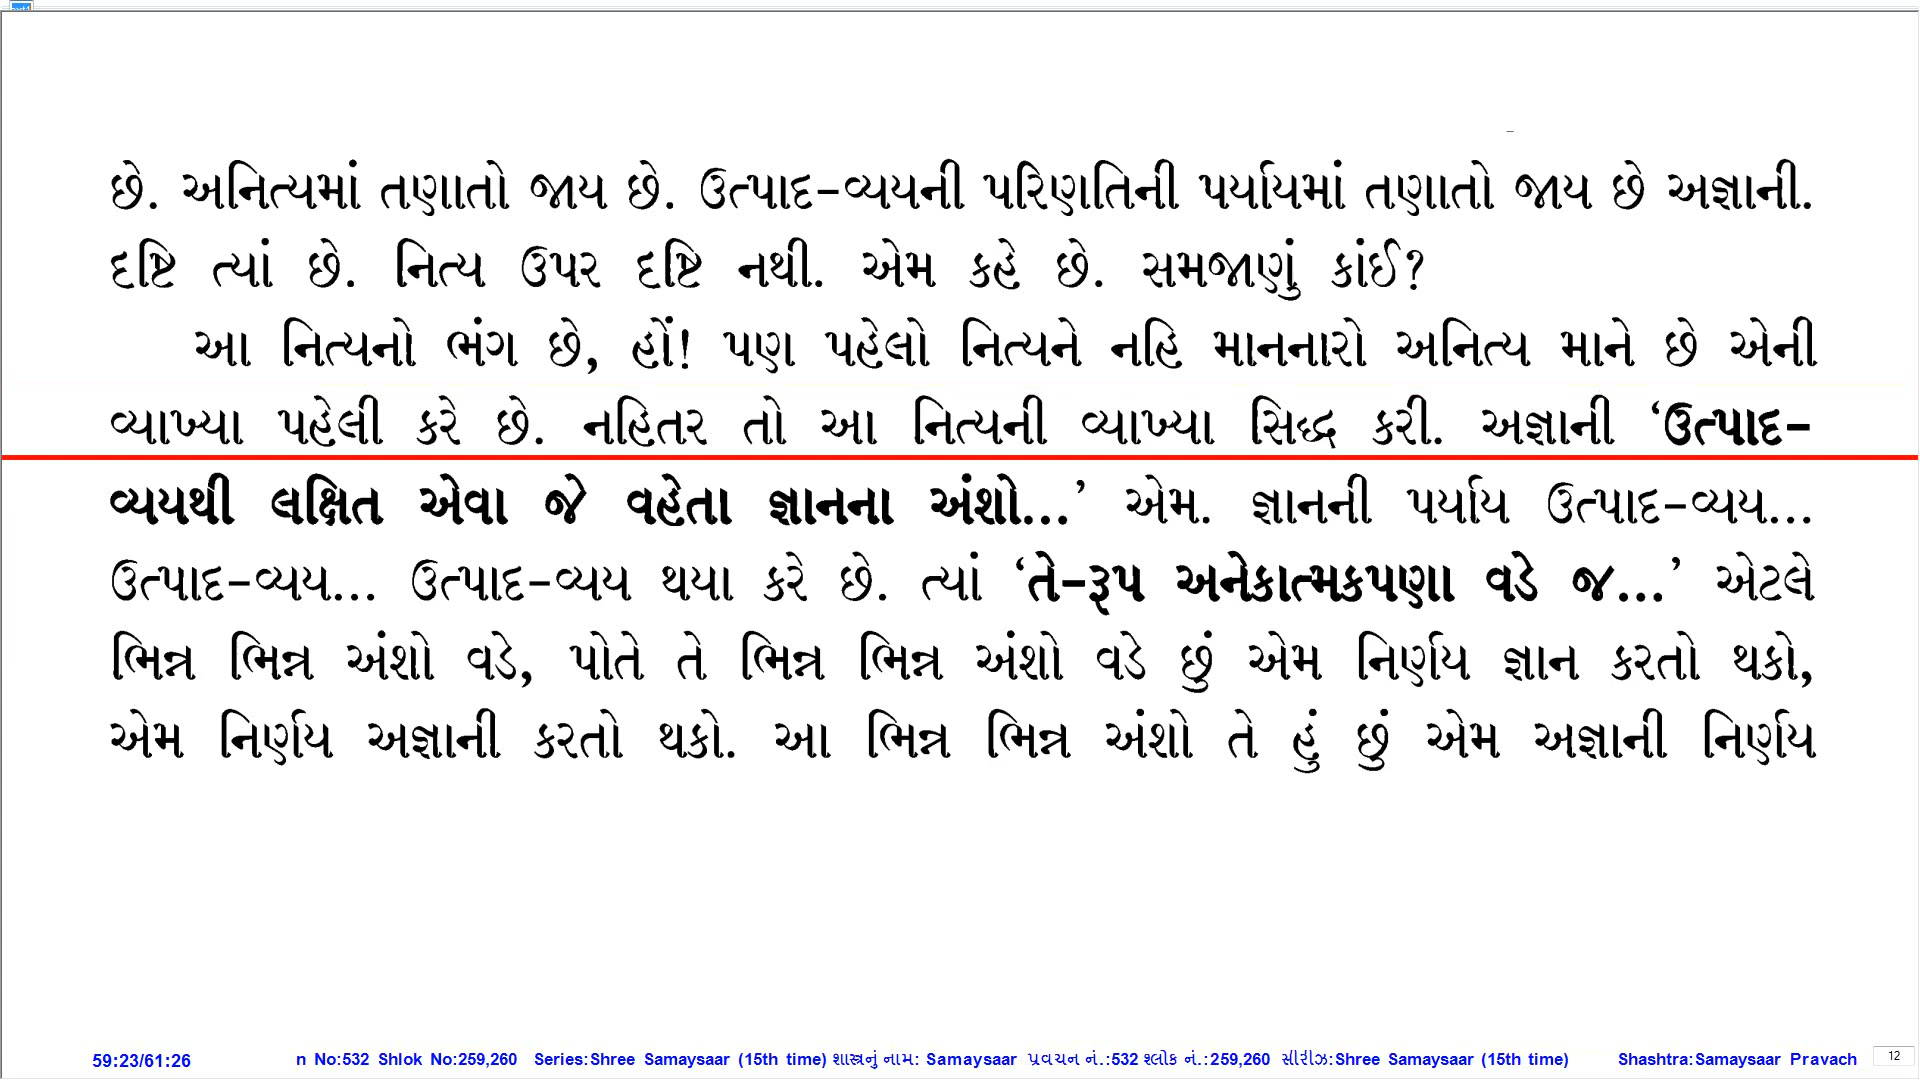 છે. અનિત્યમાં તણાતો જાય છે. ઉત્પાદ-વ્યયની પરિણતિની પર્યાયમાં તણાતો જાય છે અજ્ઞાની.
દૃષ્ટિ ત્યાં છે. નિત્ય ઉપર દૃષ્ટિ નથી. એમ કહે છે. સમજાણું કાંઈ?
આ નિત્યનો ભંગ છે, હોં! પણ પહેલો નિત્યને નહિ માનનારો અનિત્ય માને છે એની
વ્યાખ્યા પહેલી કરે છે. નહિતર તો આ નિત્યની વ્યાખ્યા સિદ્ધ કરી. અજ્ઞાની ‘ઉત્પાદ-
વ્યયથી લક્ષિત એવા જે વહેતા જ્ઞાનના અંશો...’ એમ. જ્ઞાનની પર્યાય ઉત્પાદ-વ્યય...
ઉત્પાદ-વ્યય... ઉત્પાદ-વ્યય થયા કરે છે. ત્યાં ‘તે-રૂપ અનેકાત્મકપણા વડે જ...’ એટલે
ભિન્ન ભિન્ન અંશો વડે, પોતે તે ભિન્ન ભિન્ન અંશો વડે છું એમ નિર્ણય જ્ઞાન કરતો થકો,
એમ નિર્ણય અજ્ઞાની કરતો થકો. આ ભિન્ન ભિન્ન અંશો તે હું છું એમ અજ્ઞાની નિર્ણય
59:23/61:26 n No:532 Shlok No:259,260 Series:Shree Samaysaar (15th time) શાસ્ત્રનું નામ: Samaysaar પ્રવચન નં.:532 શ્લોક નં.:259,260 સીરીઝ:Shree Samaysaar (15th time) Shashtra:Samaysaar Pravach 12